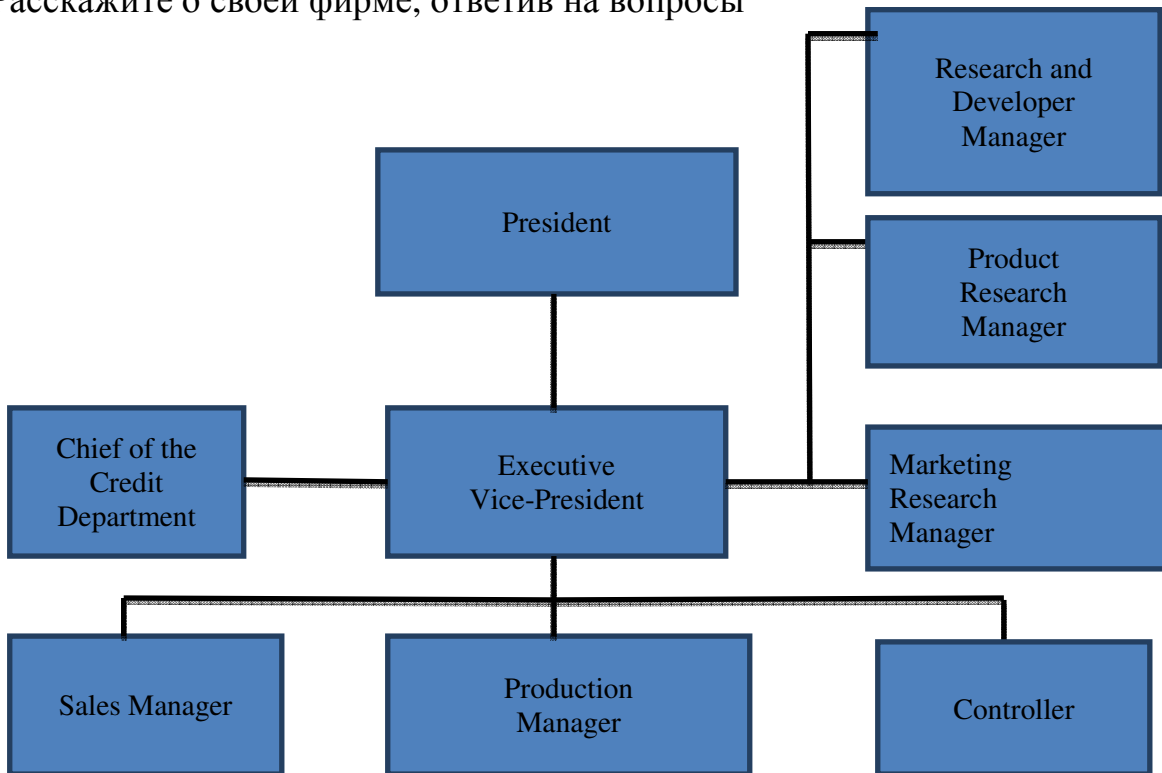 Расскажите о своей фирме, ответив на вопросы
Research and
Developer
Manager
President
Product
Research
Manager
Chief of the
Credit
Department
Executive
Vice-President
Marketing
Research
Manager
Sales Manager
Production
Manager
Controller